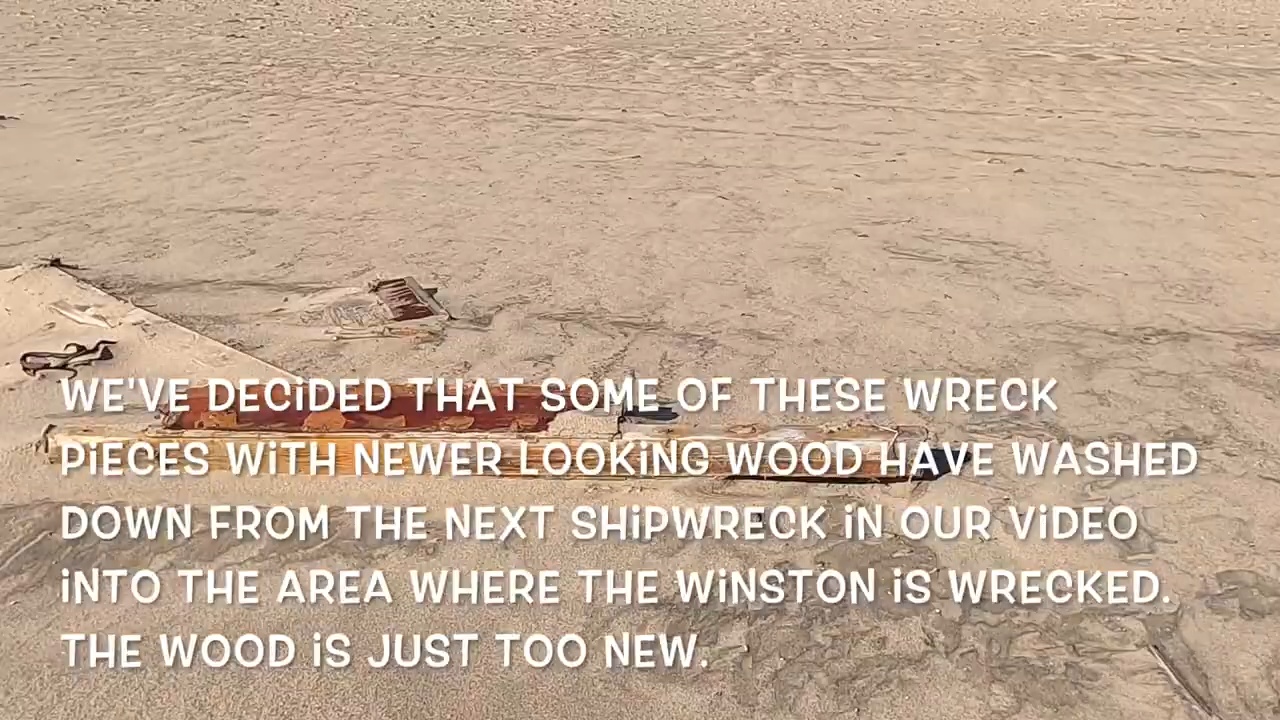 WE'VE DECiDED THAT SOME OF THESE WRECK
PiECES WiTH NEWER LOOKiNG WOOD HAVE WASHED
DOWN FROM THE NEXT SHiPWRECK iN OUR ViDEO
iNTO THE AREA WHERE THE WiNSTON iS WRECKED.
THE WOOD iS JUST TOO NEW.